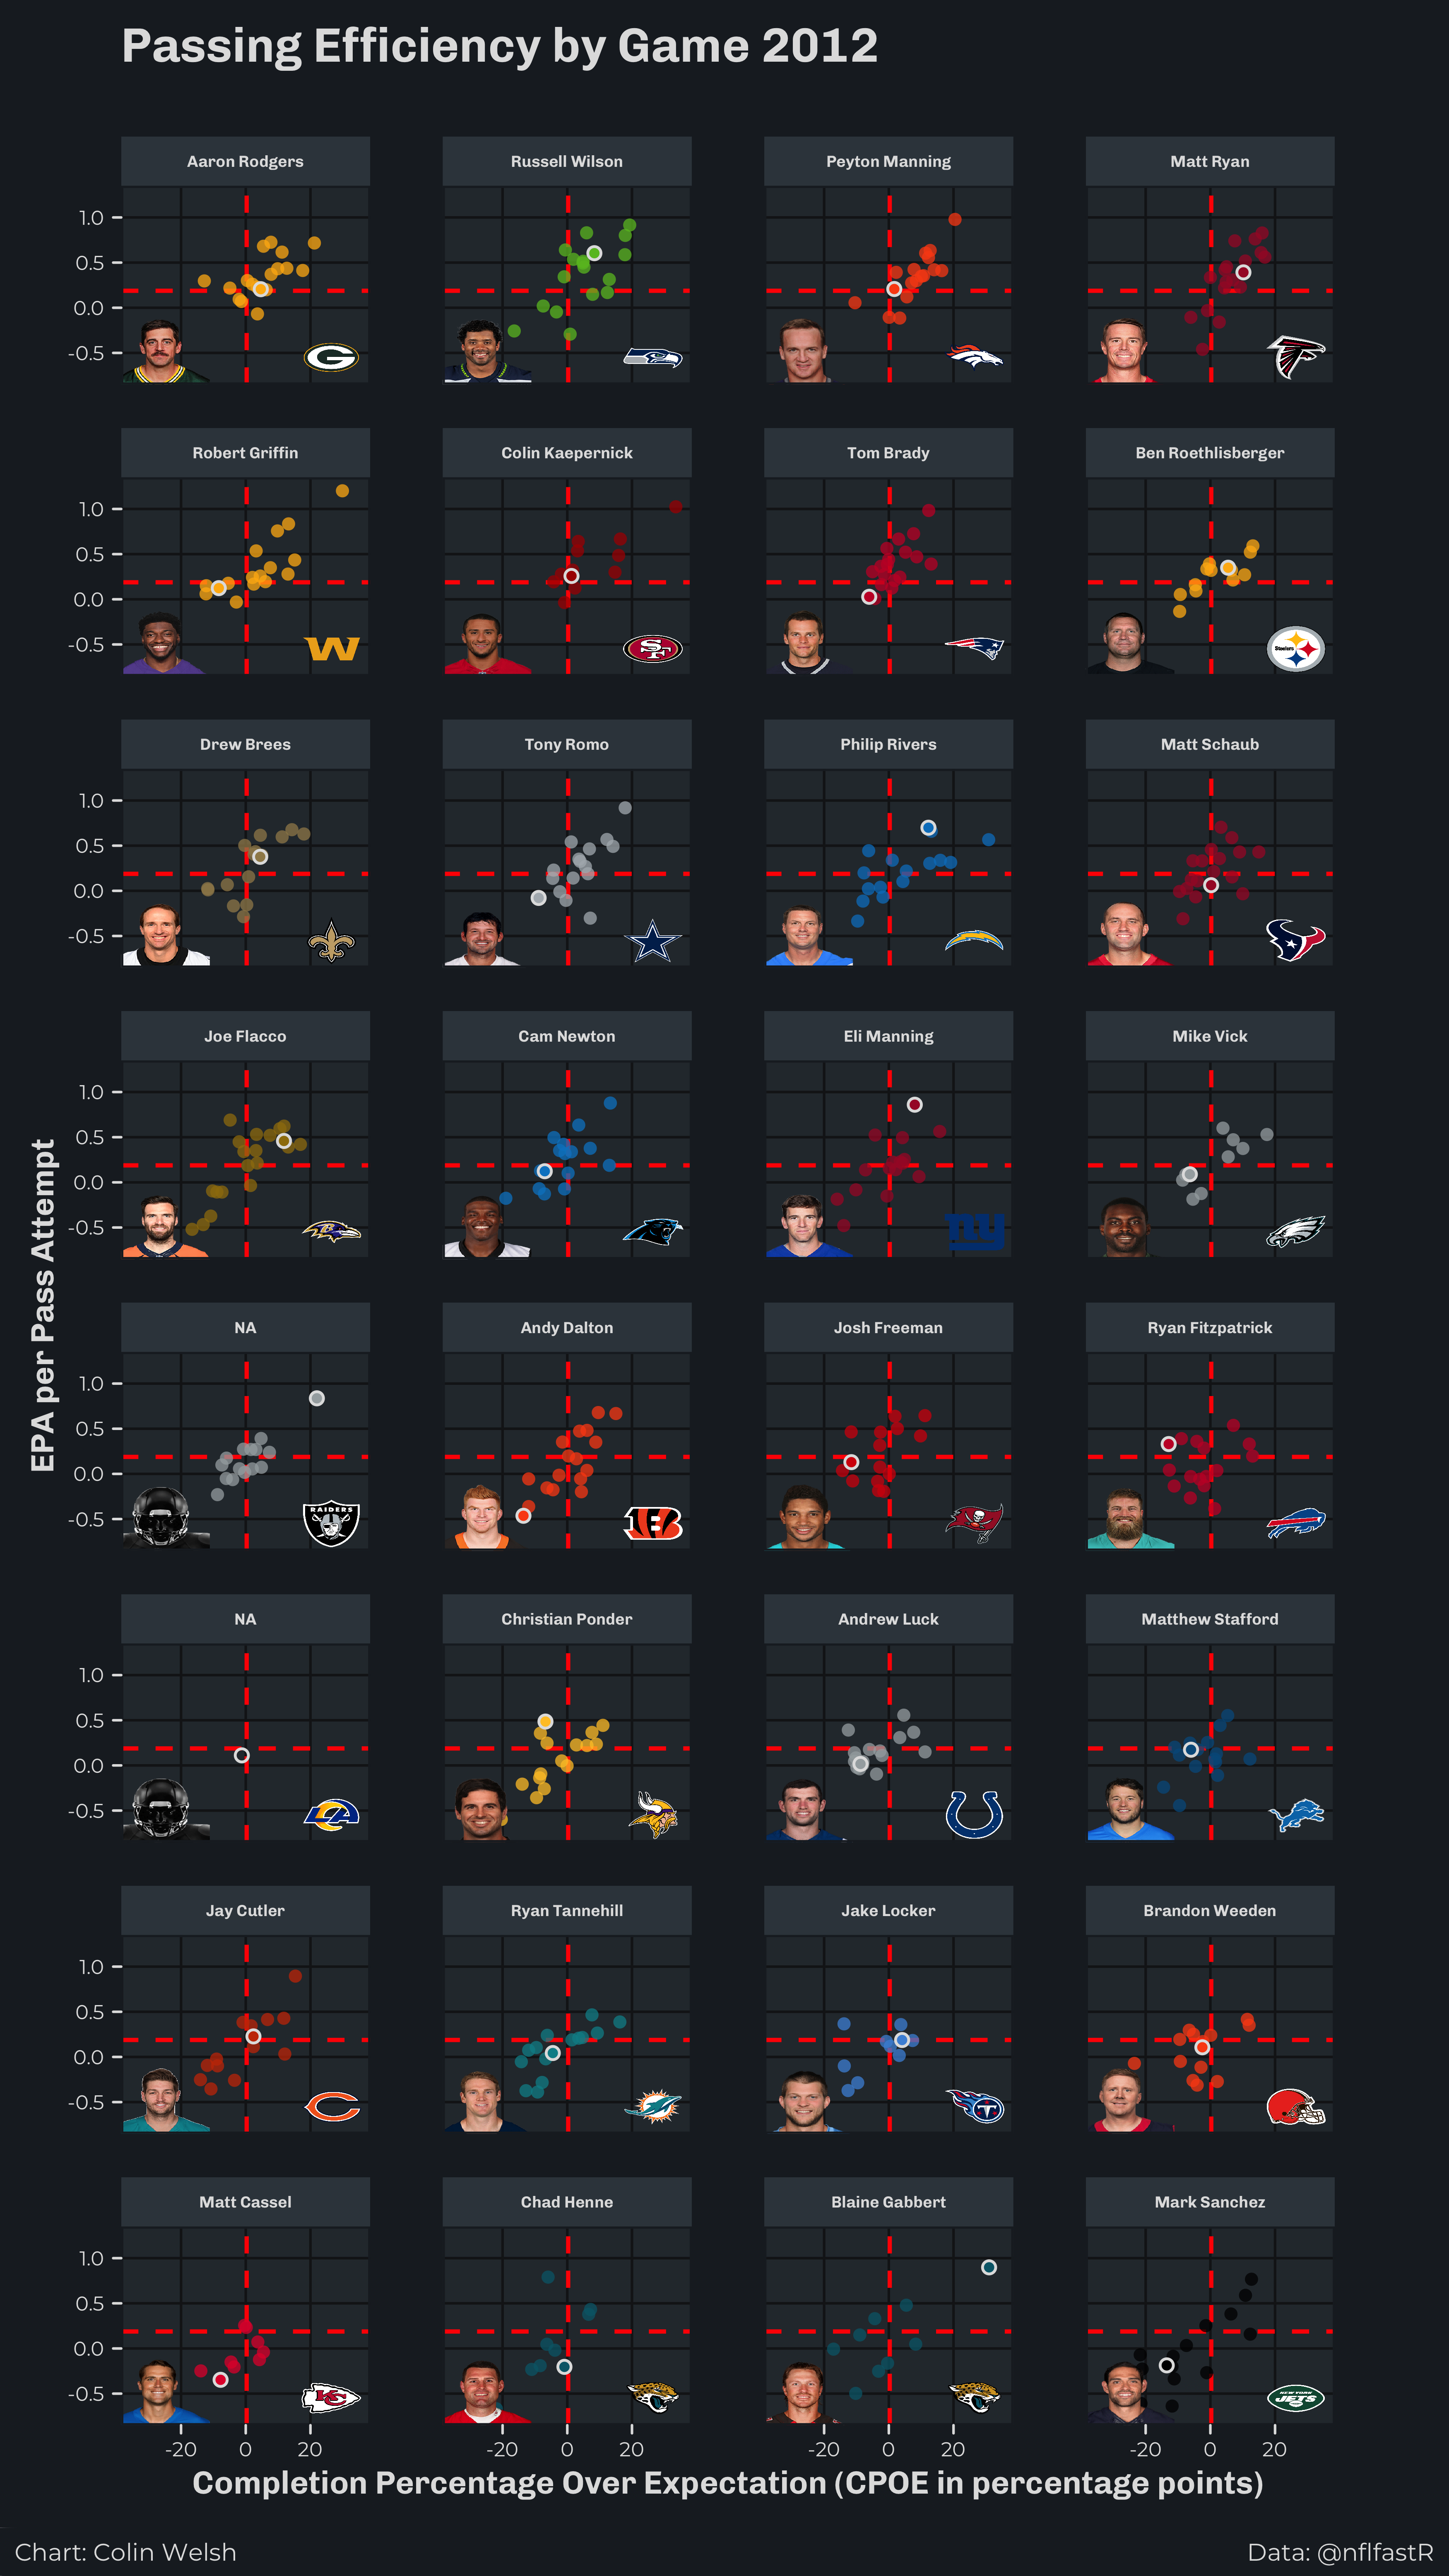 Passing Efficiency by Game 2012
Aaron Rodgers
Russell Wilson
Peyton Manning
Matt Ryan
1.0
0.5
0.0
-0.5
Robert Griffin
Colin Kaepernick
Tom Brady
Ben Roethlisberger
1.0
0.5
0.0
-0.5
Steelers
Drew Brees
Tony Romo
Philip Rivers
Matt Schaub
1.0
0.5
0.0
-0.5
Joe Flacco
Cam Newton
Eli Manning
Mike Vick
1.0
0.5
0.0
-0.5
ny
EPA per Pass Attempt
NA
Andy Dalton
Josh Freeman
Ryan Fitzpatrick
1.0
0.5
0.0
-0.5
RAIDERS
NA
Christian Ponder
Andrew Luck
Matthew Stafford
1.0
0.5
0.0
-0.5
LA
Jay Cutler
Ryan Tannehill
Jake Locker
Brandon Weeden
1.0
0.5
0.0
-0.5
Matt Cassel
Chad Henne
Blaine Gabbert
Mark Sanchez
1.0
0.5
0.0
-0.5
KC
NEW YORK
JETS
-20 0 20
-20 0 20
-20 0 20
-20 0 20
Completion Percentage Over Expectation (CPOE in percentage points)
Chart: Colin Welsh
Data: @nflfastR